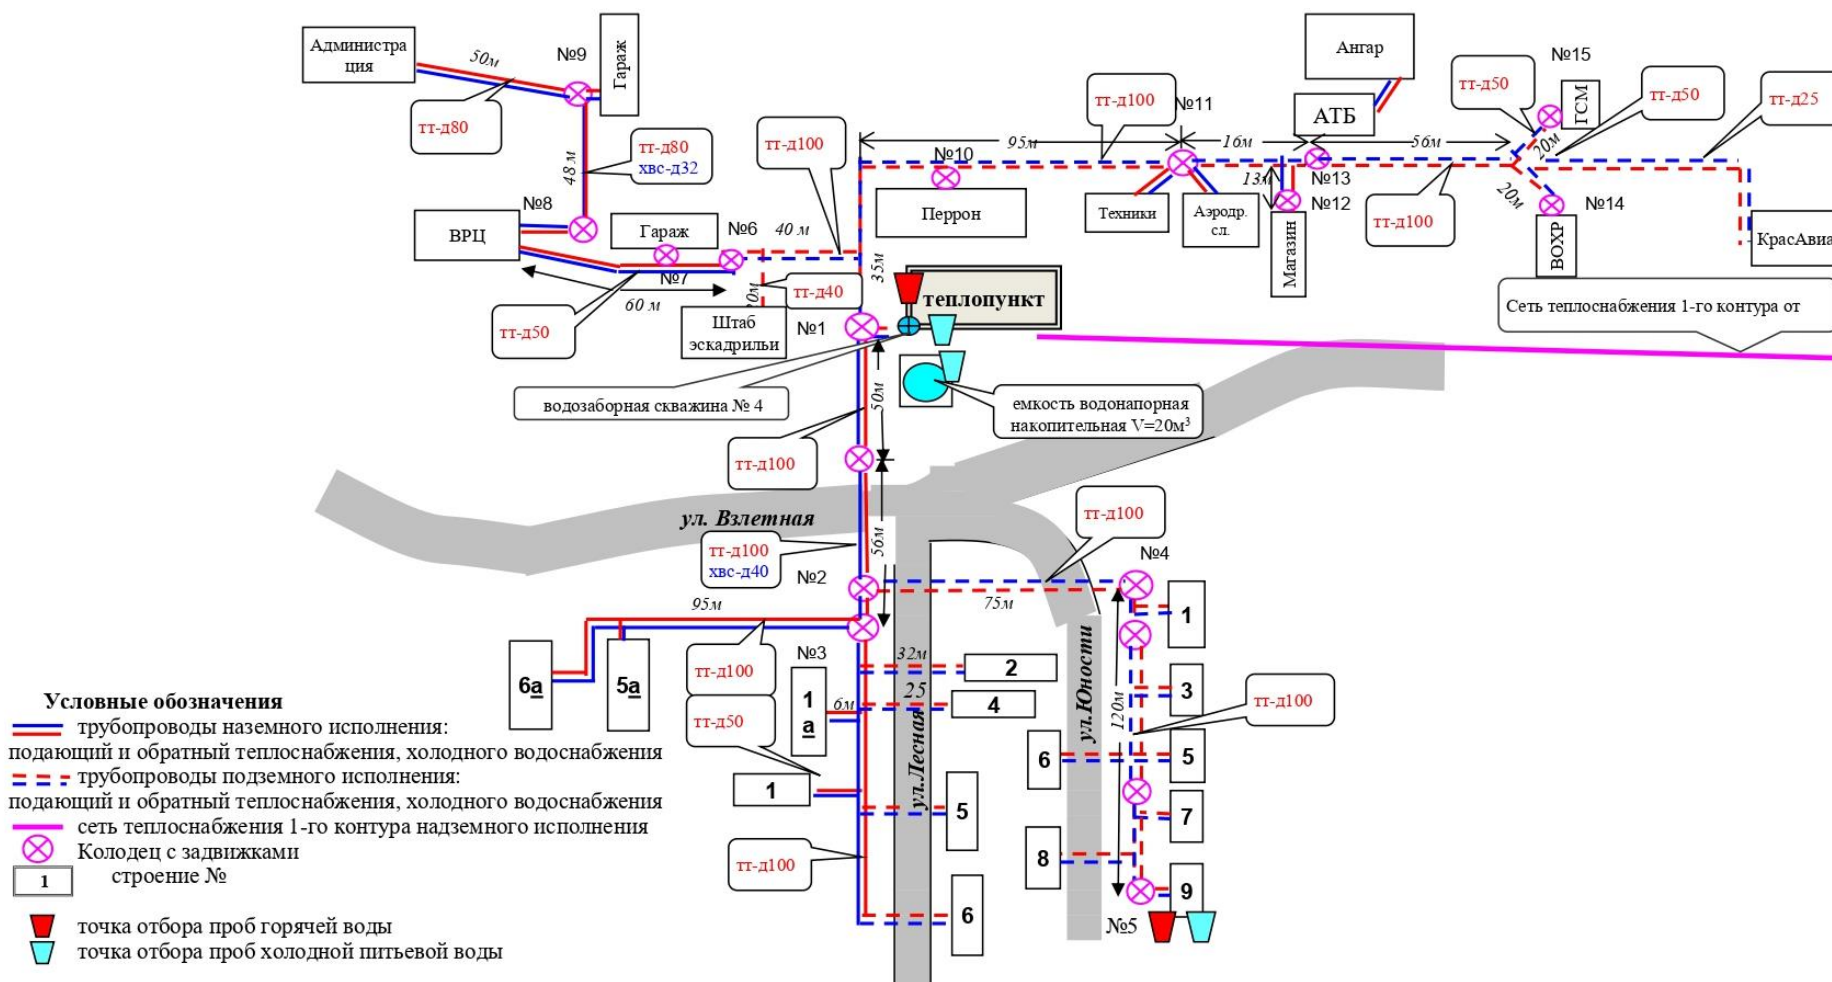 Администра
ция
50м
№9
Гараж
тт-д80
тт-д80
хвс-д32
48 м
№8
ВРЦ
Гараж
№6
№7
60 м
тт-д50
40 м
тт-д100
тт-д40
20м
Штаб
эскадрильи
35м
№1
теплопункт
95м
№10
Перрон
тт-д100
№11
16м
Техники
Аэродр.
сл.
13м
Магазин
№12
№13
Ангар
АТБ
56м
тт-д100
тт-д50
№15
ГСМ
20м
тт-д50
тт-д25
20м
№14
ВОХР
КрасАвиа
Сеть теплоснабжения 1-го контура от
водозаборная скважина № 4
50м
емкость водонапорная
накопительная V=20м³
тт-д100
ул. Взлетная
56м
тт-д100
хвс-д40
№2
тт-д100
№4
75м
95м
6а
5а
тт-д100
№3
тт-д50
1
а
6м
32м
2
25
4
ул.Лесная
1
5
тт-д100
6
ул.Юности
120м
тт-д100
1
3
5
6
7
8
9
№5
Условные обозначения
трубопроводы наземного исполнения:
подающий и обратный теплоснабжения, холодного водоснабжения
трубопроводы подземного исполнения:
подающий и обратный теплоснабжения, холодного водоснабжения
сеть теплоснабжения 1-го контура надземного исполнения
Колодец с задвижками
1
строение №
точка отбора проб горячей воды
точка отбора проб холодной питьевой воды